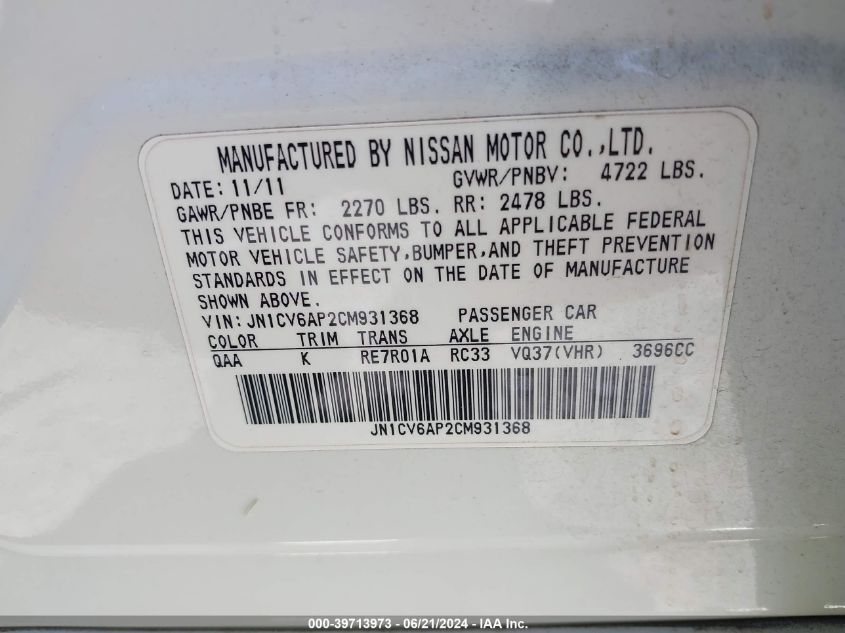 MANUFACTURED BY NISSAN MOTOR CO.,LTD.
DATE: 11/11 GVWR/PNBV: 4722 LBS.
GAWR/PNBE FR: 2270 LBS. RR: 2478 LBS.
THIS VEHICLE CONFORMS TO ALL APPLICABLE FEDERAL
MOTOR VEHICLE SAFETY,BUMPER,AND THEFT PREVENTION
STANDARDS IN EFFECT ON THE DATE OF MANUFACTURE
SHOWN ABOVE.
VIN: JN1CV6AP2CM931368 PASSENGER CAR
COLOR TRIM TRANS AXLE ENGINE
QAA K RE7R01A RC33 VQ37(VHR) 3696CC
JN1CV6AP2CM931368
000-39713973 - 06/21/2024 - IAA Inc.